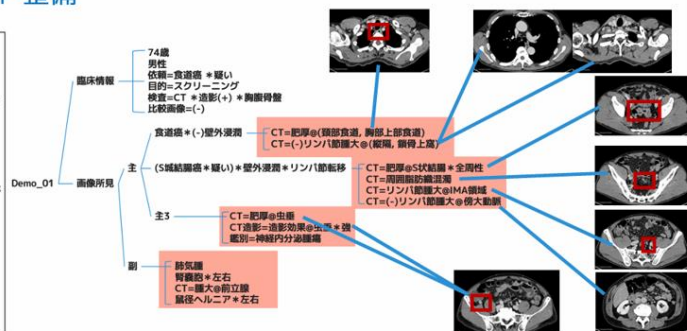 整備
74歳
男性
依頼=食道癌 *疑い
臨床情報
目的=スクリーニング
検査=CT *造影(+) *胸腹骨盤
比較画像=(-)
食道癌*(-)壁外浸潤
CT=肥厚@(頸部食道, 胸部上部食道)
CT=(-)リンパ節腫大@(縦隔, 鎖骨上窩)
主
(S城結腸癌*疑い)*壁外浸潤*リンパ節転移
CT=肥厚@S状結腸*全周性
CT=周囲脂肪織混濁
CT=リンパ節腫大@IMA領域
CT=(-)リンパ節腫大@傍大動脈
Demo_01
画像所見
主3
CT=肥厚@虫垂
CT造影=造影効果@虫垂*強
鑑別=神経内分泌腫瘍
副
肺気腫
腎嚢胞*左右
CT=腫大@前立腺
鼠径ヘルニア*左右